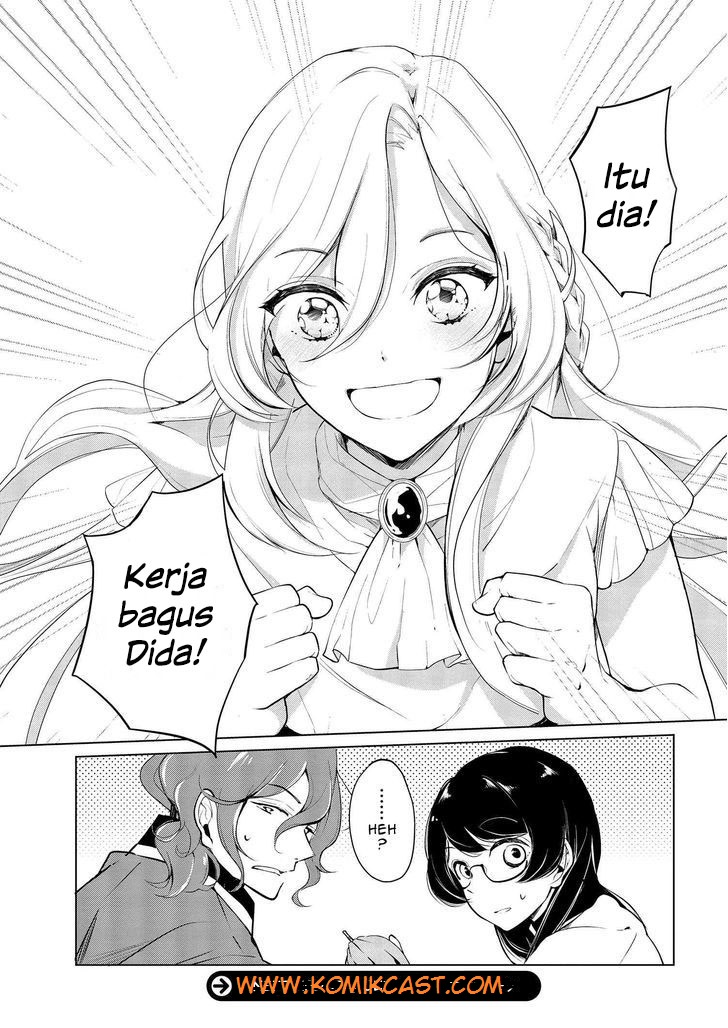 Itu
dia!
Kerja
bagus
Dida!
........
HEH
?
WWW.KOMIKCAST.COM